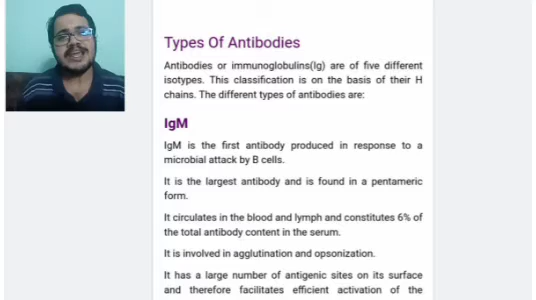 Types Of Antibodies
Antibodies or immunoglobulins(Ig) are of five different
isotypes. This classification is on the basis of their H
chains. The different types of antibodies are:
IgM
IgM is the first antibody produced in response to a
microbial attack by B cells.
It is the largest antibody and is found in a pentameric
form.
It circulates in the blood and lymph and constitutes 6% of
the total antibody content in the serum.
It is involved in agglutination and opsonization.
It has a large number of antigenic sites on its surface
and therefore facilitates efficient activation of the